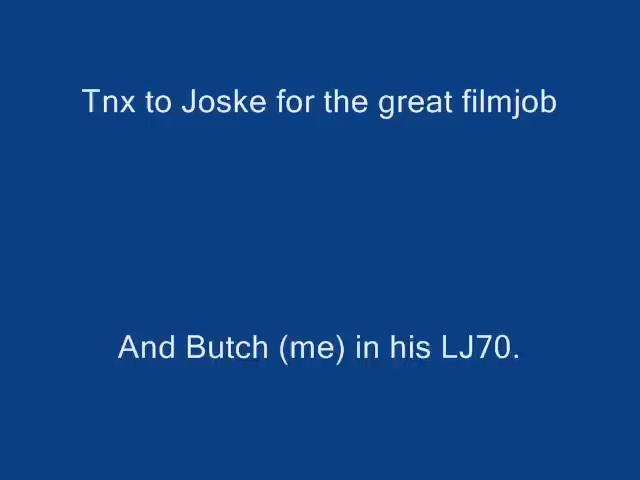 Tnx to Joske for the great filmjob
And Butch (me) in his LJ70.